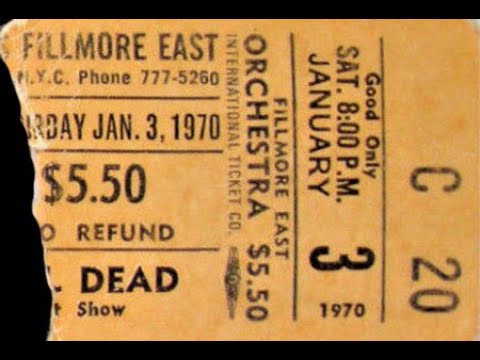 FILLMORE EAST
N.Y.C. Phone 777-5260
RDAY JAN. 3, 1970
$5.50
O REFUND
L DEAD
t Show
INTERNATIONAL TICKET CO.
ORCHESTRA $5.50
FILLMORE EAST
Good Only
SAT. 8:00 P.M.
JANUARY
3
1970
C
20